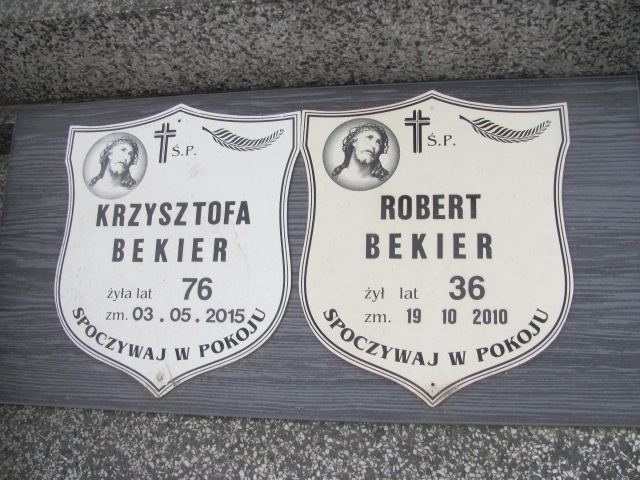 Ś.P.
KRZYSZTOFA
BEKIER
żyła lat 76
zm. 03.05.2015
SPOCZYWAJ W POKOJU
Ś.P.
ROBERT
BEKIER
żył lat 36
zm. 19 10 2010
SPOCZYWAJ W POKOJU